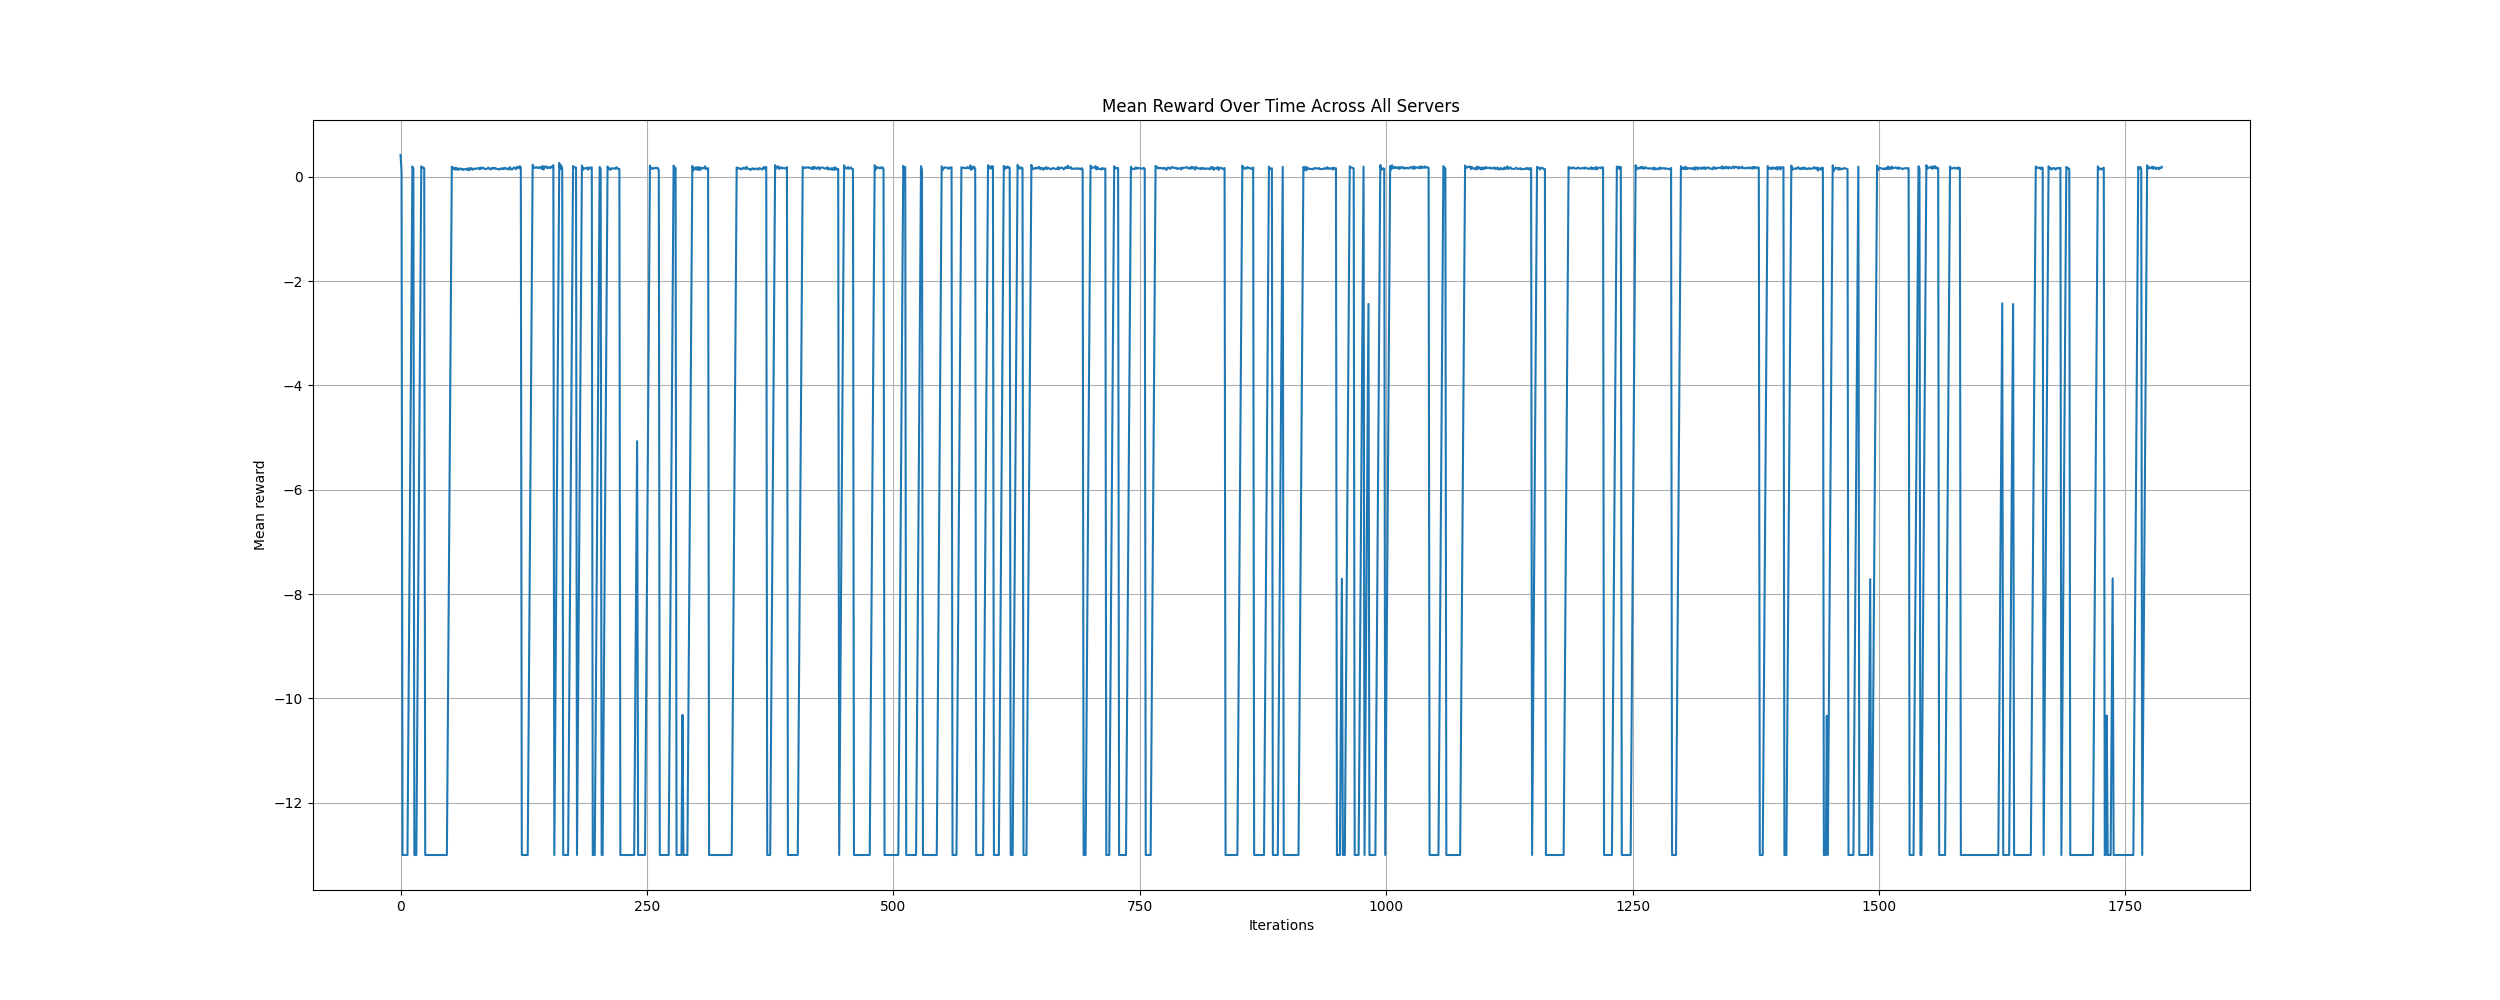 Mean Reward Over Time Across All Servers
Mean reward
0
−2
−4
−6
−8
−10
−12
0 250 500 750 1000 1250 1500 1750
Iterations